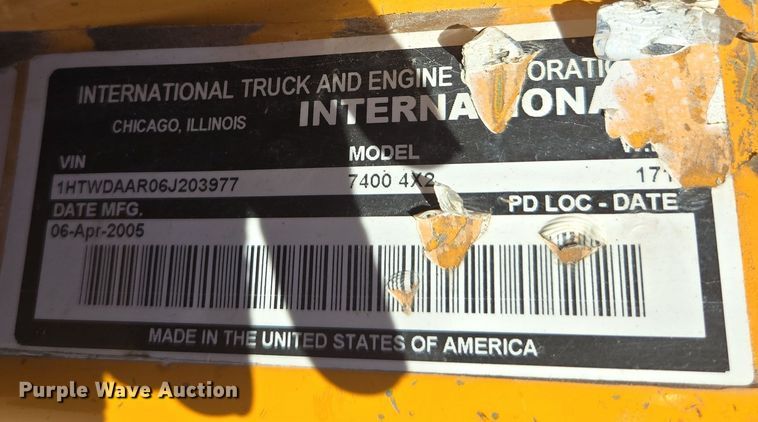 INTERNATIONAL TRUCK AND ENGINE
CHICAGO, ILLINOIS
VIN MODEL
1HTWDAAR06J203977 7400 4X2 171
DATE MFG. PD LOC - DATE
06-Apr-2005
MADE IN THE UNITED STATES OF AMERICA
Purple Wave Auction